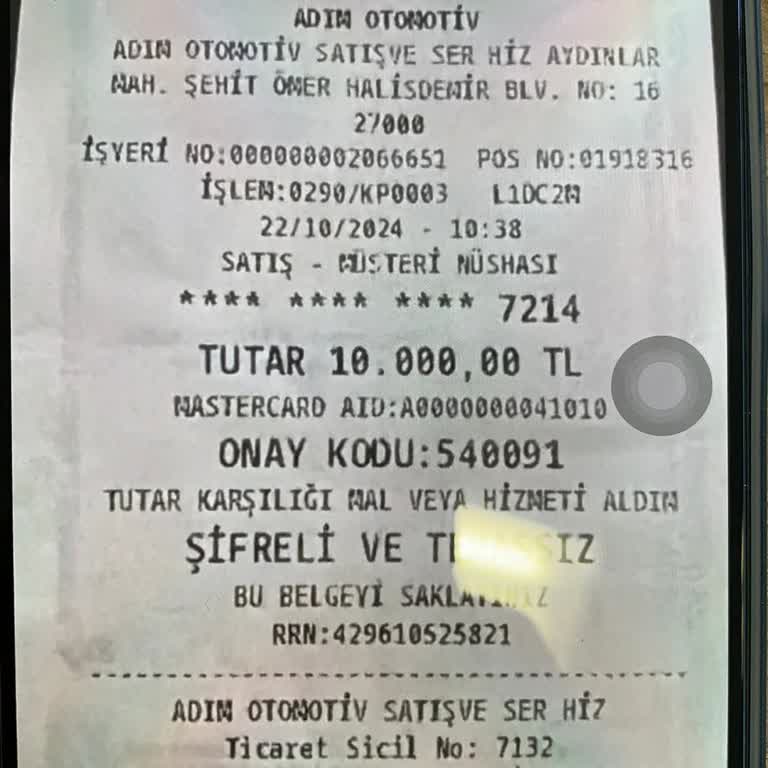 ADIM OTOMOTİV
ADIM OTOMOTİV SATIŞVE SER HİZ AYDINLAR
MAH. ŞEHİT ÖMER HALİSDEMİR BLV. NO: 16
27000
İŞYERİ NO:000000002066651 POS NO:01918316
İŞLEM:0290/KP0003 L1DC2M
22/10/2024 - 10:38
SATIŞ - MÜŞTERİ NÜSHASI
**** **** **** 7214
TUTAR 10.000,00 TL
MASTERCARD AID:A0000000041010
ONAY KODU:540091
TUTAR KARŞILIĞI MAL VEYA HİZMETİ ALDIM
ŞİFRELİ VE
BU BELGEYİ
RRN:429610525821
ADIM OTOMOTİV SATIŞVE SER HİZ
Ticaret Sicil No: 7132